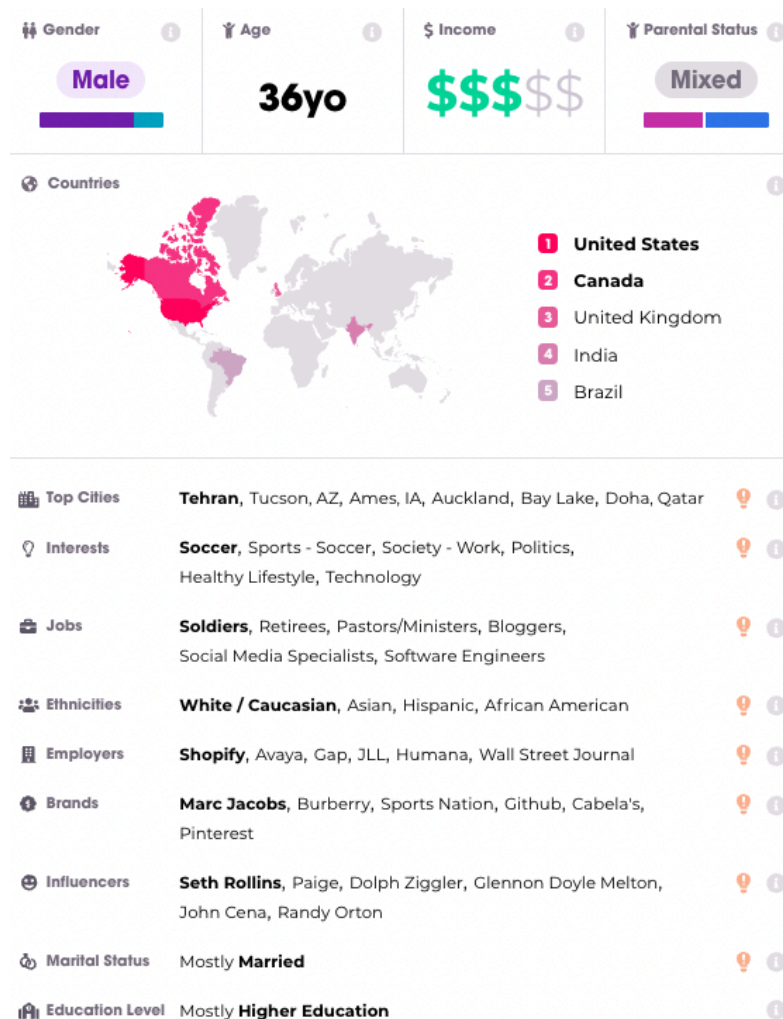 Gender
Age
$ Income
Parental Status
Male
36yo
$$$$$
Mixed
Countries
1 United States
2 Canada
3 United Kingdom
4 India
5 Brazil
Top Cities Tehran, Tucson, AZ, Ames, IA, Auckland, Bay Lake, Doha, Qatar
Interests Soccer, Sports - Soccer, Society - Work, Politics,
Healthy Lifestyle, Technology
Jobs Soldiers, Retirees, Pastors/Ministers, Bloggers,
Social Media Specialists, Software Engineers
Ethnicities White / Caucasian, Asian, Hispanic, African American
Employers Shopify, Avaya, Gap, JLL, Humana, Wall Street Journal
Brands Marc Jacobs, Burberry, Sports Nation, Github, Cabela's,
Pinterest
Influencers Seth Rollins, Paige, Dolph Ziggler, Glennon Doyle Melton,
John Cena, Randy Orton
Marital Status Mostly Married
Education Level Mostly Higher Education